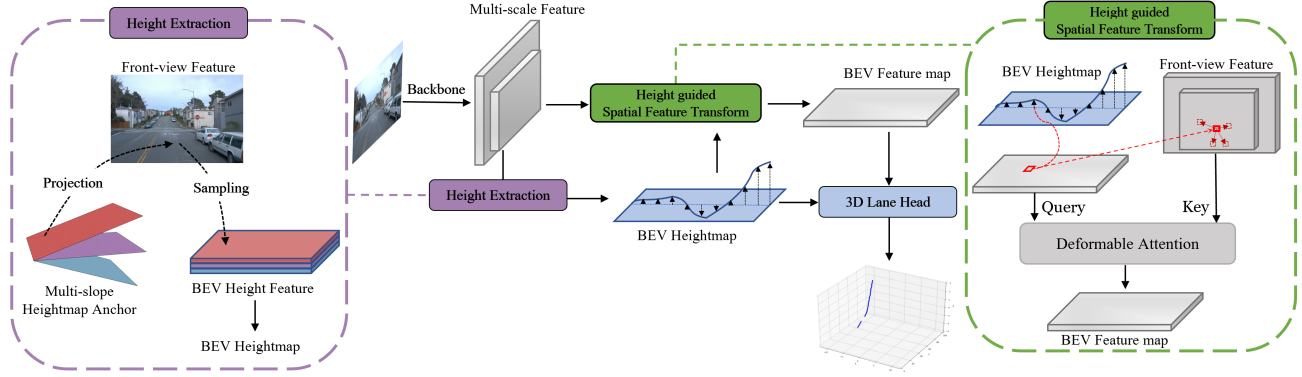 Height Extraction
Front-view Feature
Projection
Sampling
Multi-slope
Heightmap Anchor
BEV Height Feature
BEV Heightmap
Multi-scale Feature
Backbone
Height guided
Spatial Feature Transform
BEV Feature map
Height Extraction
BEV Heightmap
3D Lane Head
Height guided
Spatial Feature Transform
BEV Heightmap
Front-view Feature
Query
Key
Deformable Attention
BEV Feature map